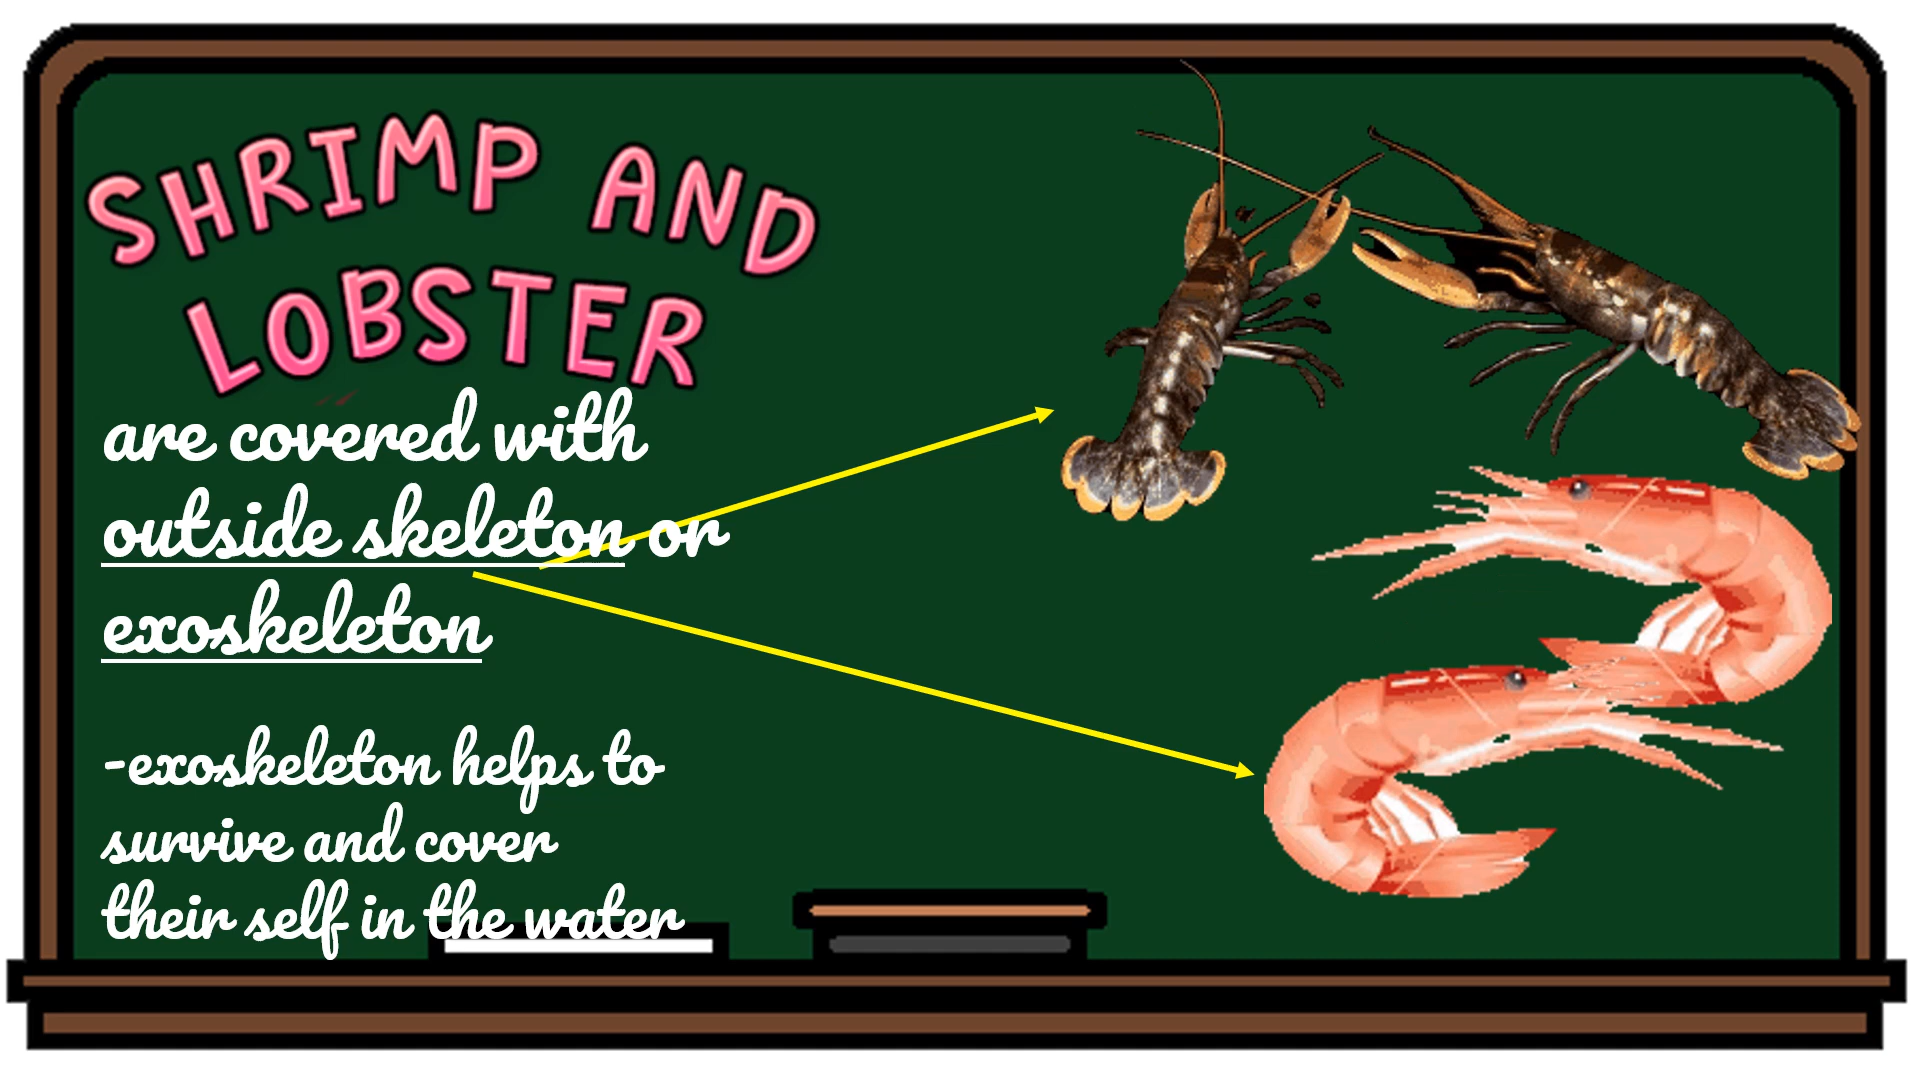 SHRIMP AND
LOBSTER
are covered with
outside skeleton or
exoskeleton
-exoskeleton helps to
survive and cover
their self in the water